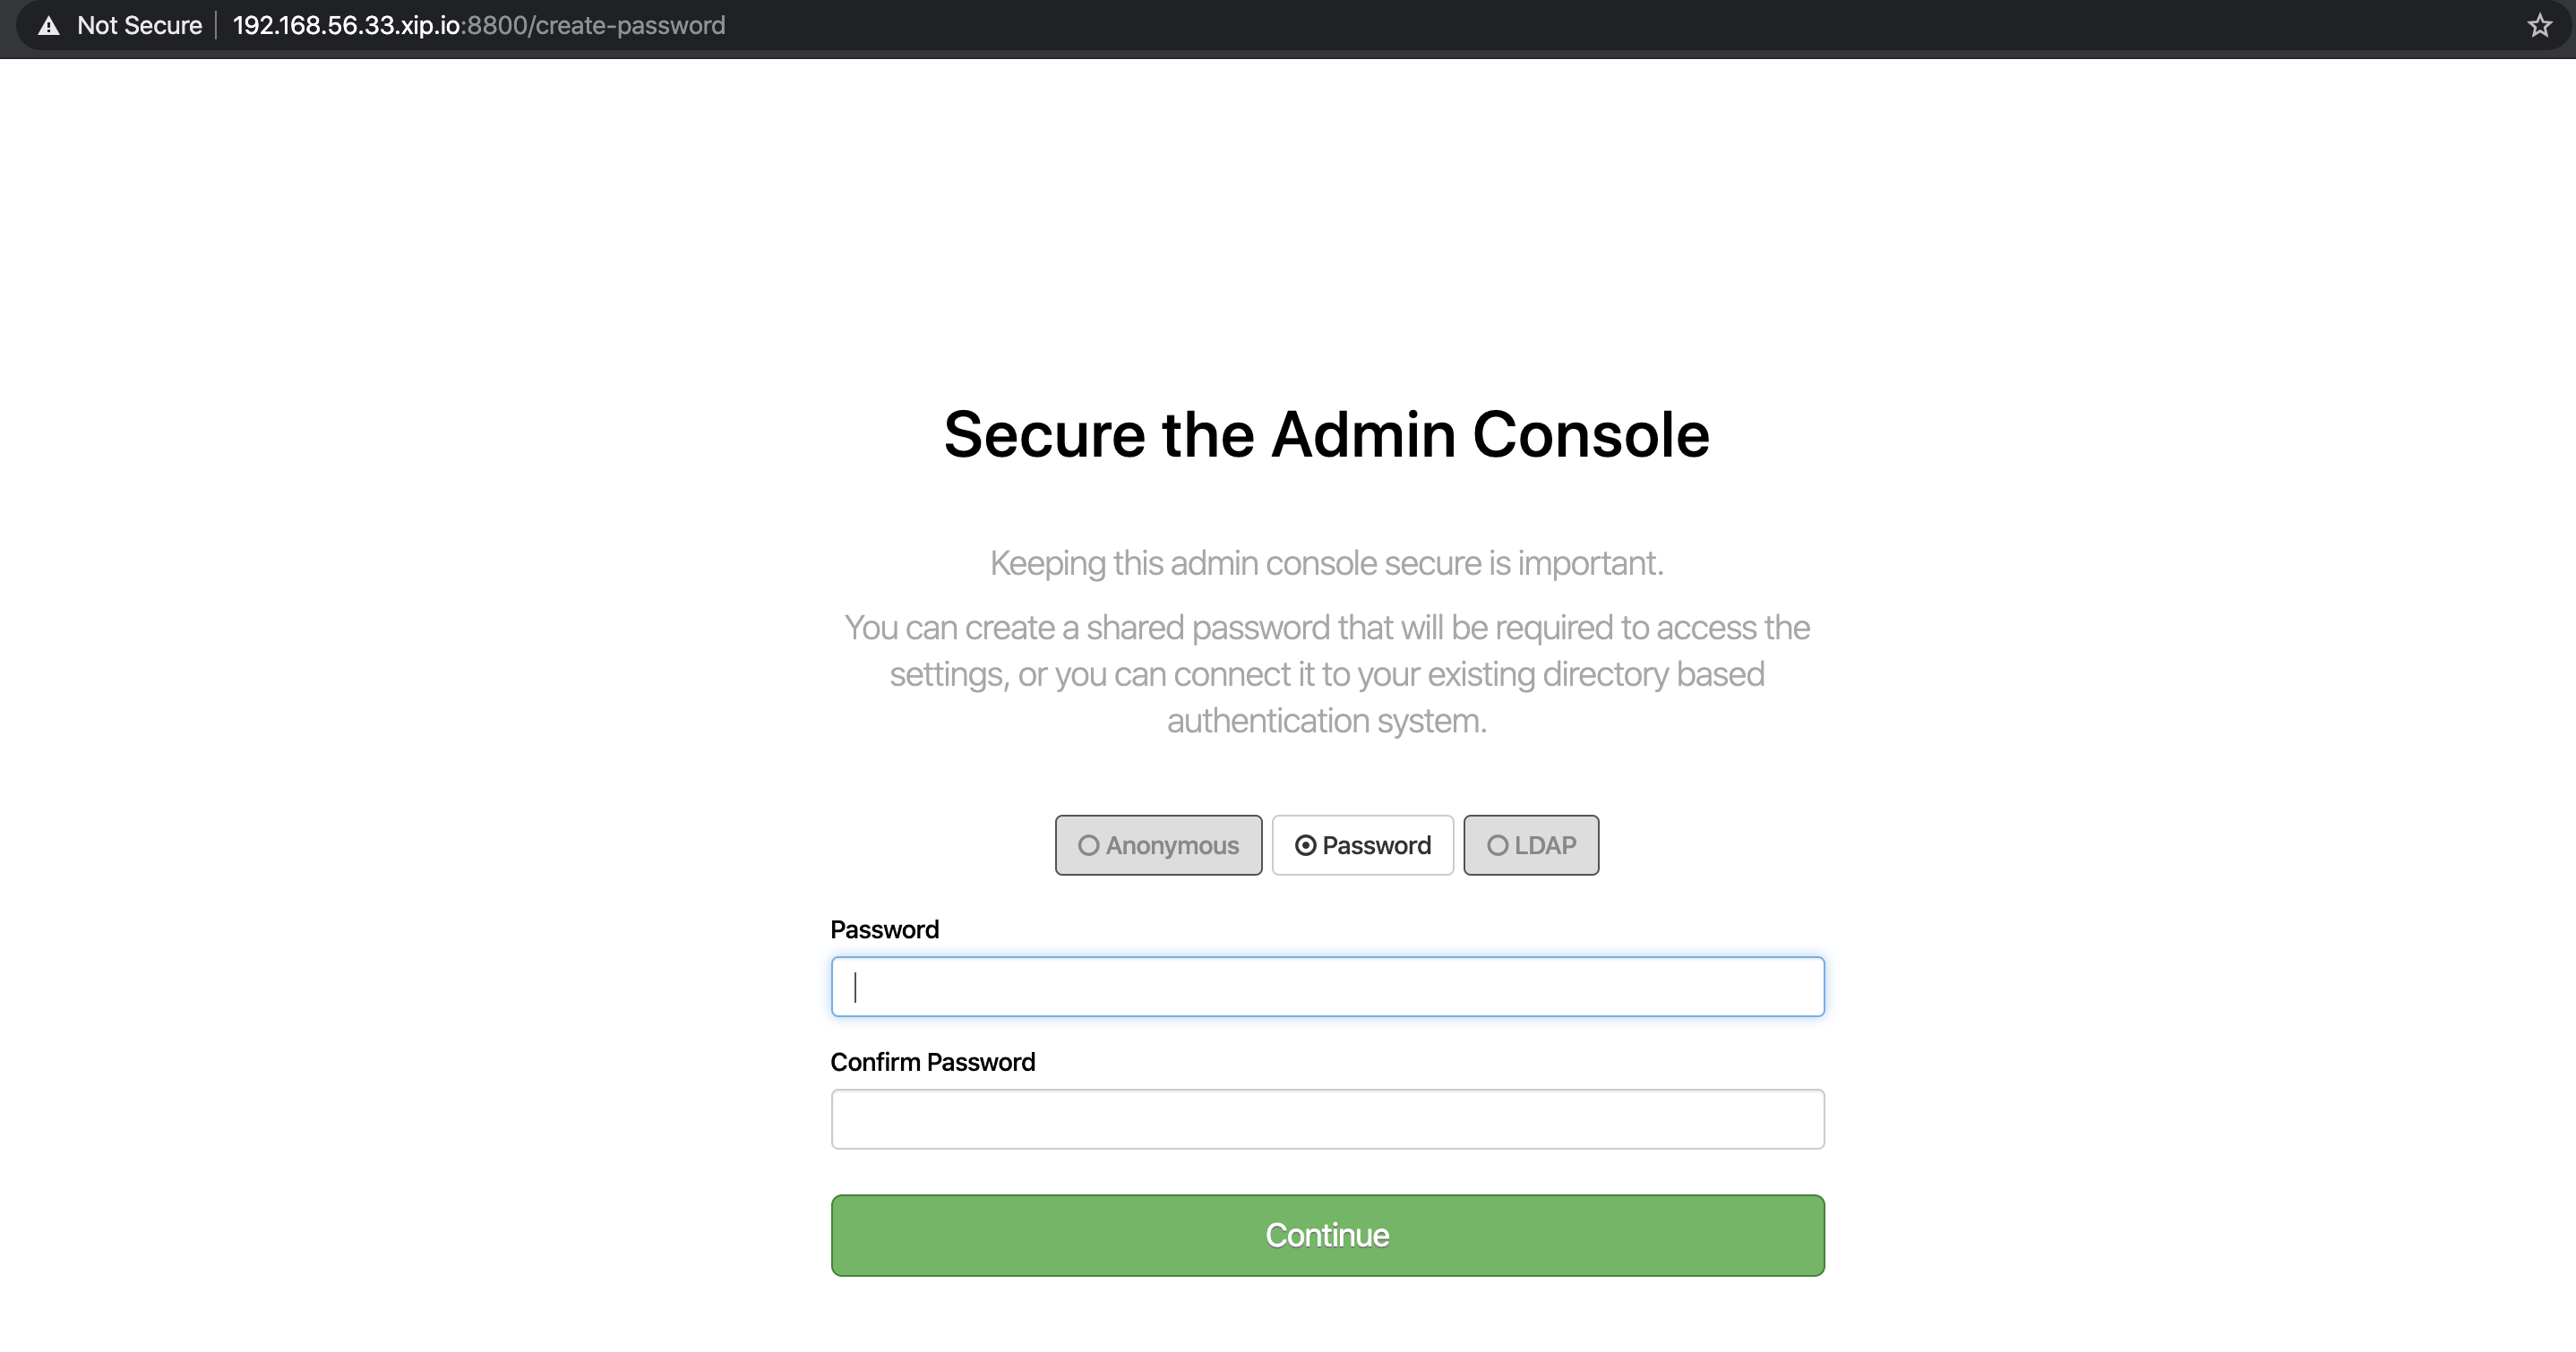 Not Secure 192.168.56.33.xip.io:8800/create-password
Secure the Admin Console
Keeping this admin console secure is important.
You can create a shared password that will be required to access the
settings, or you can connect it to your existing directory based
authentication system.
Anonymous Password LDAP
Password
Confirm Password
Continue